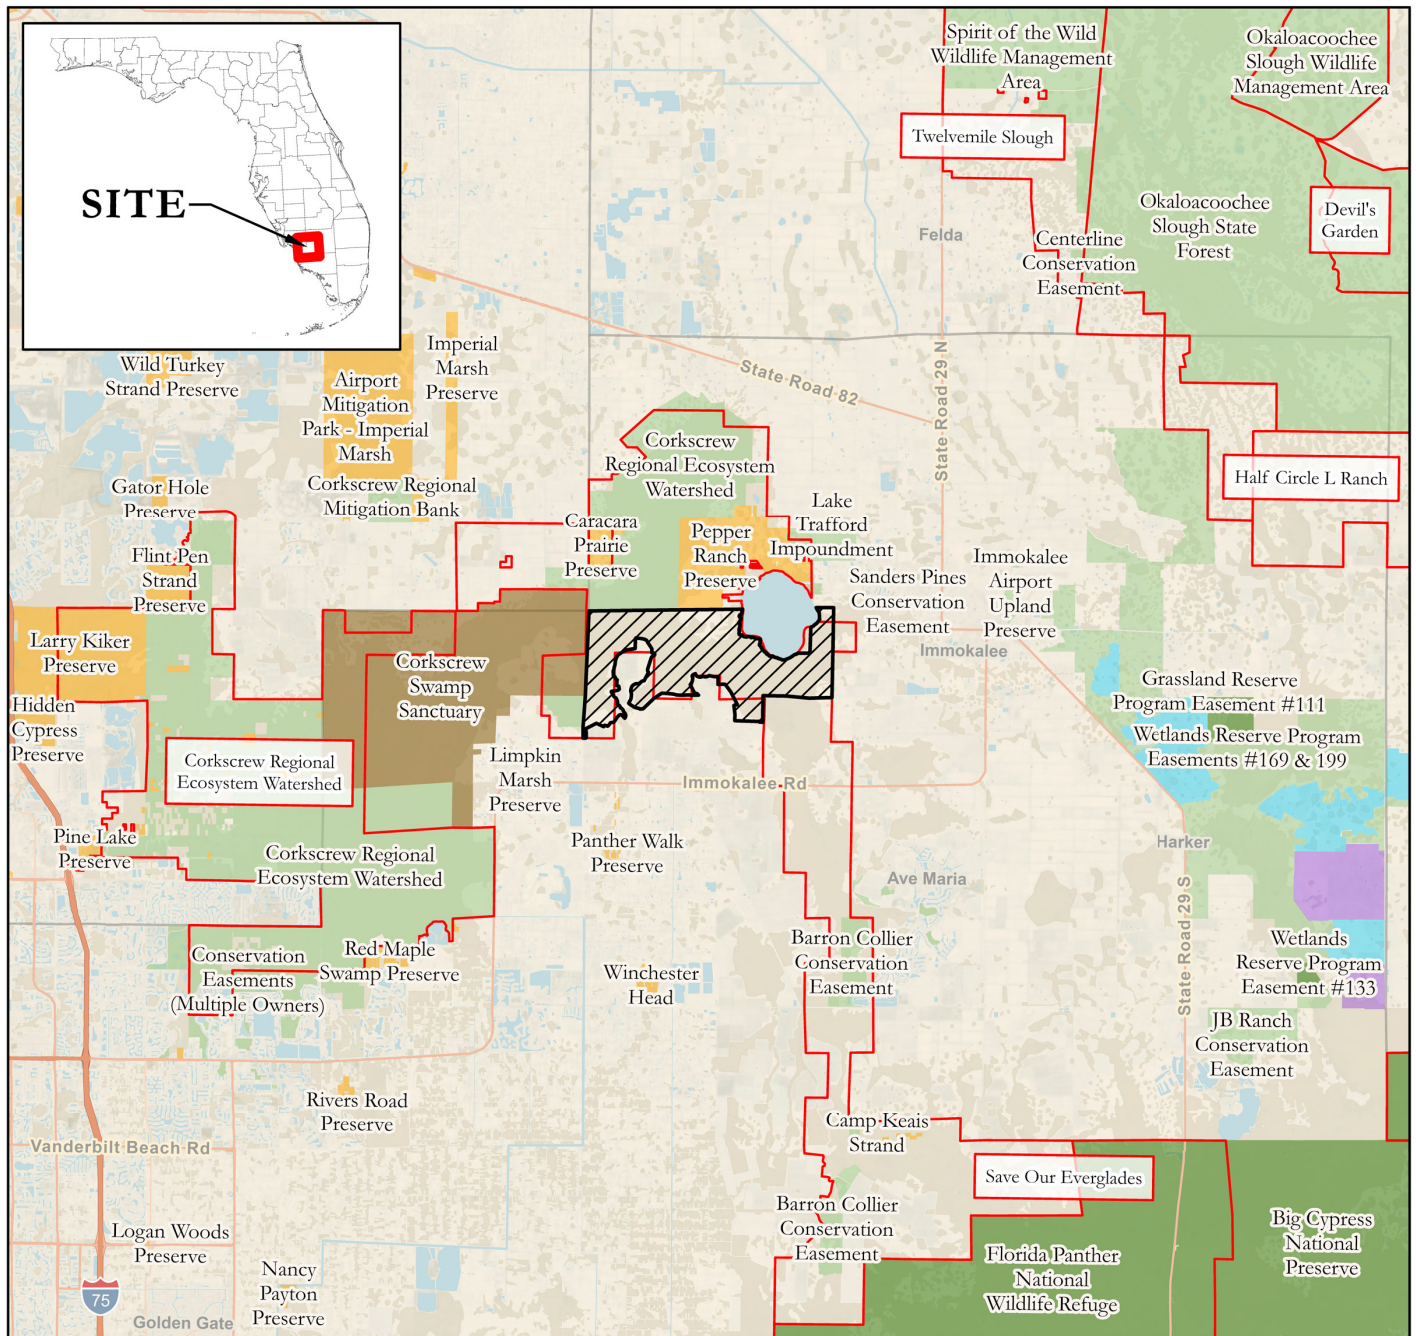 SITE
Spirit of the Wild
Wildlife Management
Area
Okaloacoochee
Slough Wildlife
Management Area
Twelvemile Slough
Okaloacoochee
Slough State
Forest
Devil's
Garden
Felda
Centerline
Conservation
Easement
Wild Turkey
Strand Preserve
Airport
Mitigation
Park - Imperial
Marsh
Imperial
Marsh
Preserve
State Road 82
State Road 29 N
Corkscrew
Regional Ecosystem
Watershed
Half Circle L Ranch
Gator Hole
Preserve
Corkscrew Regional
Mitigation Bank
Caracara
Prairie
Preserve
Pepper
Ranch
Preserve
Lake
Trafford
Impoundment
Flint Pen
Strand
Preserve
Sanders Pines
Conservation
Easement
Immokalee
Airport
Upland
Preserve
Immokalee
Larry Kiker
Preserve
Corkscrew
Swamp
Sanctuary
Grassland Reserve
Program Easement #111
Hidden
Cypress
Preserve
Wetlands Reserve Program
Easements #169 & 199
Corkscrew Regional
Ecosystem Watershed
Limpkin
Marsh
Preserve
Immokalee Rd
Pine Lake
Preserve
Corkscrew Regional
Ecosystem Watershed
Panther Walk
Preserve
Harker
Ave Maria
State Road 29 S
Conservation
Easements
(Multiple Owners)
Red Maple
Swamp Preserve
Winchester
Head
Barron Collier
Conservation
Easement
Wetlands
Reserve Program
Easement #133
JB Ranch
Conservation
Easement
Rivers Road
Preserve
Camp Keais
Strand
Vanderbilt Beach Rd
Save Our Everglades
Barron Collier
Conservation
Easement
Logan Woods
Preserve
Florida Panther
National
Wildlife Refuge
Big Cypress
National
Preserve
75
Nancy
Payton
Preserve
Golden Gate